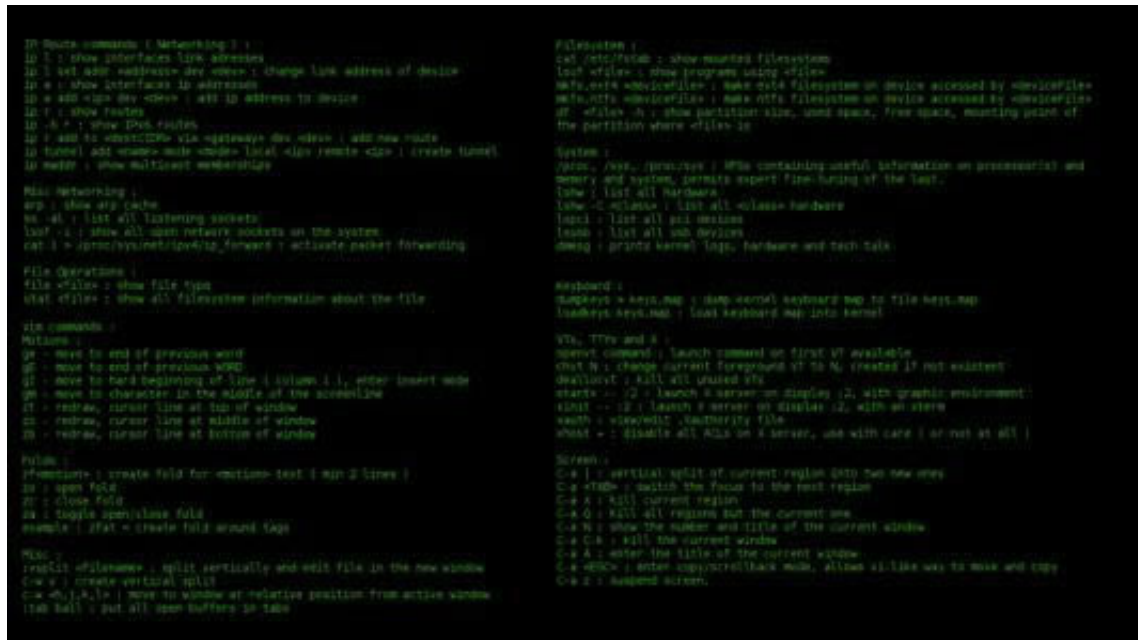 IP Route commands ( Networking ) :
ip l : show interfaces link adresses
ip l set addr <address> dev <dev> : change link address of device
ip a : show interfaces ip addresses
ip a add <ip> dev <dev> : add ip address to device
ip r : show routes
ip -6 r : show IPv6 routes
ip r add to <destCIDR> via <gateway> dev <dev> : add new route
ip tunnel add <name> mode <mode> local <ip> remote <ip> : create tunnel
ip maddr : show multicast memberships
Misc Networking :
arp : show arp cache
ss -al : list all listening sockets
lsof -i : show all open network sockets on the system
cat 1 > /proc/sys/net/ipv4/ip_forward : activate packet forwarding
File Operations :
file <file> : show file type
stat <file> : show all filesystem information about the file
Vim commands :
Motions :
ge - move to end of previous word
gE - move to end of previous WORD
gI - move to hard beginning of line ( column 1 ), enter insert mode
gm - move to character in the middle of the screenline
zt - redraw, cursor line at top of window
zz - redraw, cursor line at middle of window
zb - redraw, cursor line at bottom of window
Folds :
zf<motion> : create fold for <motion> text ( min 2 lines )
zo : open fold
zc : close fold
za : toggle open/close fold
example : zfat = create fold around tags
Misc :
:vsplit <filename> : split vertically and edit file in the new window
C-w v : create vertical split
c-w <h,j,k,l> : move to window at relative position from active window
:tab ball : put all open buffers in tabs
Filesystem :
cat /etc/fstab : show mounted filesystems
lsof <file> : show programs using <file>
mkfs.ext4 <deviceFile> : make ext4 filesystem on device accessed by <deviceFile>
mkfs.ntfs <deviceFile> : make ntfs filesystem on device accessed by <deviceFile>
df <file> -h : show partition size, used space, free space, mounting point of
the partition where <file> is
System :
/proc, /sys, /proc/sys : VFSs containing useful information on processor(s) and
memory and system, permits expert fine-tuning of the last.
lshw : list all hardware
lshw -C <class> : list all <class> hardware
lspci : list all pci devices
lsusb : list all usb devices
dmesg : prints kernel logs, hardware and tech talk
Keyboard :
dumpkeys > keys.map : dump kernel keyboard map to file keys.map
loadkeys keys.map : load keyboard map into kernel
VTs, TTYs and X :
openvt command : launch command on first VT available
chvt N : change current foreground VT to N, created if not existent
deallocvt : kill all unused VTs
startx -- :2 : launch X server on display :2, with graphic environment
xinit -- :2 : launch X server on display :2, with an xterm
xauth : view/edit .Xauthority file
xhost + : disable all ACLs on X server, use with care ( or not at all )
Screen :
C-a | : vertical split of current region into two new ones
C-a <TAB> : switch the focus to the next region
C-a X : kill current region
C-a Q : kill all regions but the current one
C-a N : show the number and title of the current window
C-a C-k : kill the current window
C-a A : enter the title of the current window
C-a <ESC> : enter copy/scrollback mode, allows vi-like way to move and copy
C-a z : suspend screen.